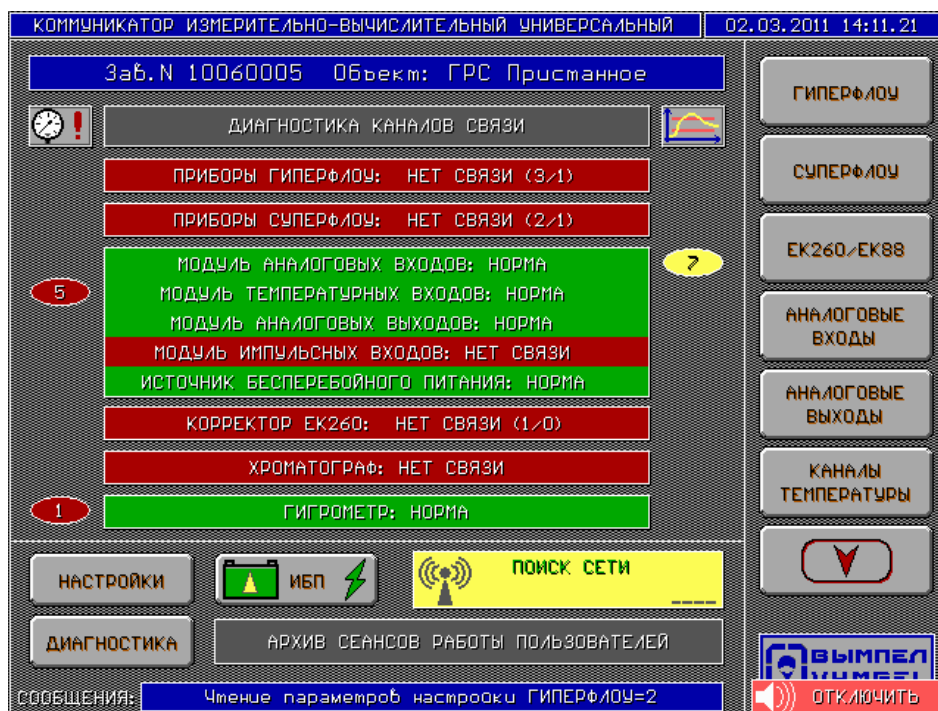 КОММУНИКАТОР ИЗМЕРИТЕЛЬНО-ВЫЧИСЛИТЕЛЬНЫЙ УНИВЕРСАЛЬНЫЙ
02.03.2011 14:11.21
Заб.N 10060005 Объект: ГРС Пристанное
ДИАГНОСТИКА КАНАЛОВ СВЯЗИ
ПРИБОРЫ ГИПЕРФЛОУ: НЕТ СВЯЗИ (3/1)
ПРИБОРЫ СУПЕРФЛОУ: НЕТ СВЯЗИ (2/1)
МОДУЛЬ АНАЛОГОВЫХ ВХОДОВ: НОРМА
?
5
МОДУЛЬ ТЕМПЕРАТУРНЫХ ВХОДОВ: НОРМА
МОДУЛЬ АНАЛОГОВЫХ ВЫХОДОВ: НОРМА
МОДУЛЬ ИМПУЛЬСНЫХ ВХОДОВ: НЕТ СВЯЗИ
ИСТОЧНИК БЕСПЕРЕБОЙНОГО ПИТАНИЯ: НОРМА
КОРРЕКТОР ЕК260: НЕТ СВЯЗИ (1/0)
ХРОМАТОГРАФ: НЕТ СВЯЗИ
1
ГИГРОМЕТР: НОРМА
ГИПЕРФЛОУ
СУПЕРФЛОУ
ЕК260/ЕК88
АНАЛОГОВЫЕ
ВХОДЫ
АНАЛОГОВЫЕ
ВЫХОДЫ
КАНАЛЫ
ТЕМПЕРАТУРЫ
НАСТРОЙКИ
ИБП
ПОИСК СЕТИ
ДИАГНОСТИКА
АРХИВ СЕАНСОВ РАБОТЫ ПОЛЬЗОВАТЕЛЕЙ
ВЫМПЕЛ
СООБЩЕНИЯ:
Чтение параметров настройки ГИПЕРФЛОУ=2
ОТКЛЮЧИТЬ